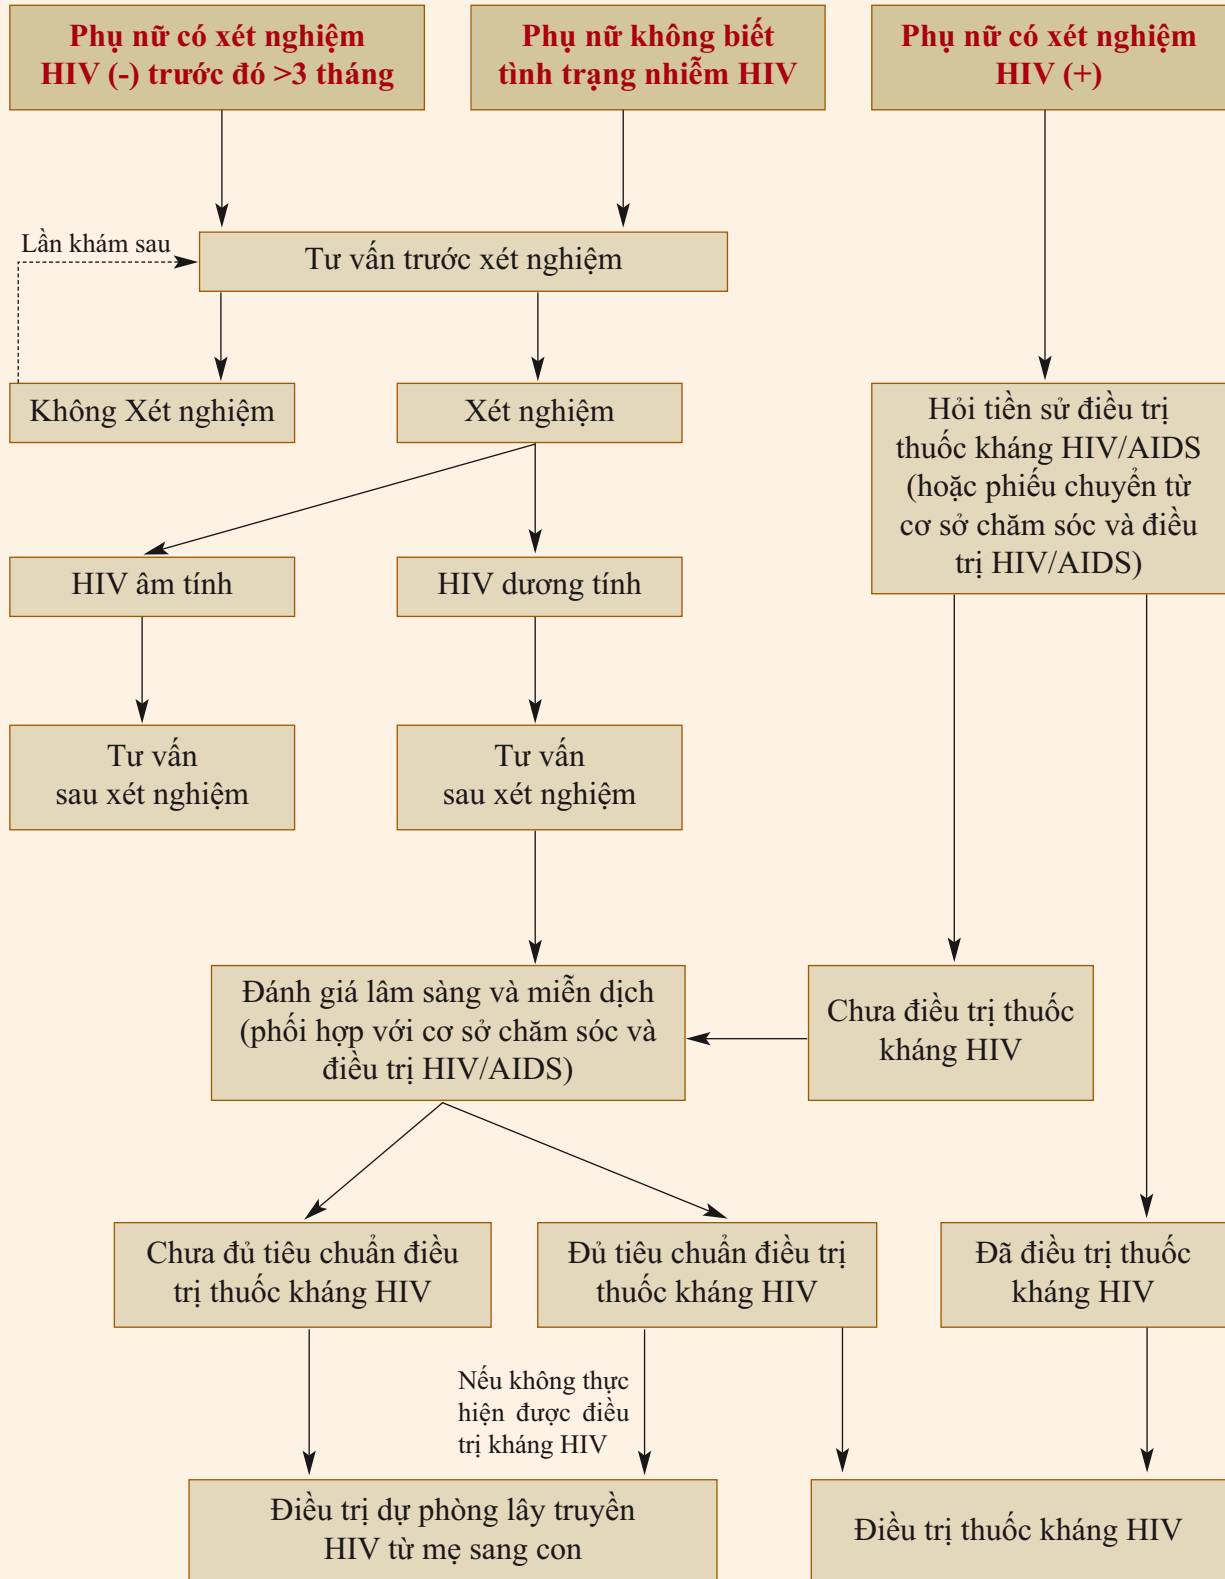 Phụ nữ có xét nghiệm
HIV (-) trước đó >3 tháng
Phụ nữ không biết
tình trạng nhiễm HIV
Phụ nữ có xét nghiệm
HIV (+)
Lần khám sau
Tư vấn trước xét nghiệm
Không Xét nghiệm
Xét nghiệm
Hỏi tiền sử điều trị
thuốc kháng HIV/AIDS
(hoặc phiếu chuyển từ
cơ sở chăm sóc và điều
trị HIV/AIDS)
HIV âm tính
HIV dương tính
Tư vấn
sau xét nghiệm
Tư vấn
sau xét nghiệm
Đánh giá lâm sàng và miễn dịch
(phối hợp với cơ sở chăm sóc và
điều trị HIV/AIDS)
Chưa điều trị thuốc
kháng HIV
Chưa đủ tiêu chuẩn điều
trị thuốc kháng HIV
Đủ tiêu chuẩn điều trị
thuốc kháng HIV
Đã điều trị thuốc
kháng HIV
Nếu không thực
hiện được điều
trị kháng HIV
Điều trị dự phòng lây truyền
HIV từ mẹ sang con
Điều trị thuốc kháng HIV